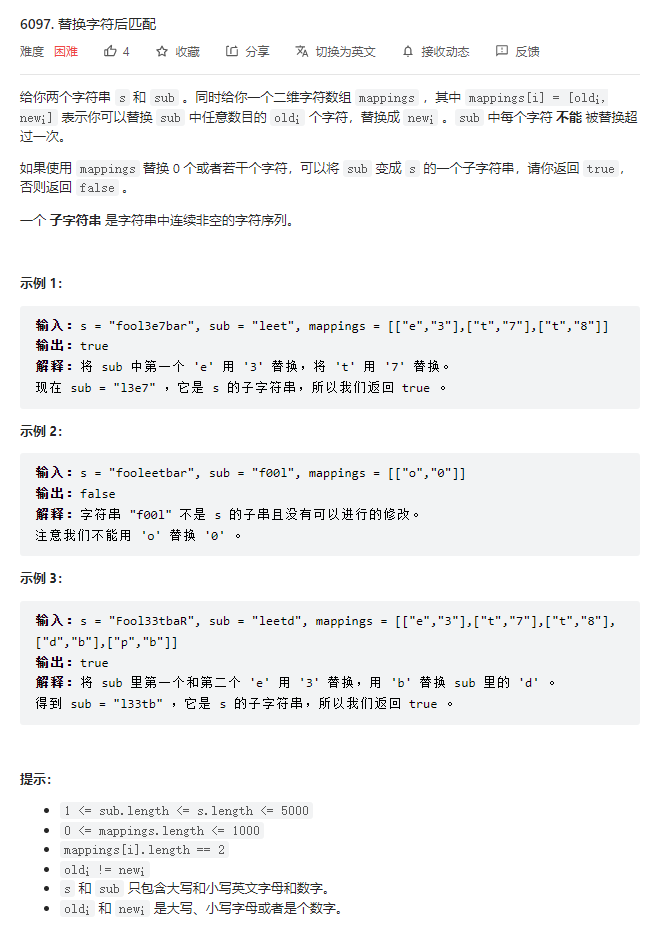 6097. 替换字符后匹配
难度 困难 4 收藏 分享 切换为英文 接收动态 反馈
给你两个字符串 s 和 sub 。同时给你一个二维字符数组 mappings ，其中 mappings[i] = [oldi,
newi] 表示你可以替换 sub 中任意数目的 oldi 个字符，替换成 newi 。sub 中每个字符 不能 被替换超
过一次。
如果使用 mappings 替换 0 个或者若干个字符，可以将 sub 变成 s 的一个子字符串，请你返回 true，
否则返回 false 。
一个 子字符串 是字符串中连续非空的字符序列。
示例 1：
输入：s = "fool3e7bar", sub = "leet", mappings = [["e","3"],["t","7"],["t","8"]]
输出：true
解释：将 sub 中第一个 'e' 用 '3' 替换，将 't' 用 '7' 替换。
现在 sub = "l3e7" ，它是 s 的子字符串，所以我们返回 true 。
示例 2：
输入：s = "fooleetbar", sub = "f00l", mappings = [["o","0"]]
输出：false
解释：字符串 "f00l" 不是 s 的子串且没有可以进行的修改。
注意我们不能用 'o' 替换 '0' 。
示例 3：
输入：s = "Fool33tbaR", sub = "leetd", mappings = [["e","3"],["t","7"],["t","8"],
["d","b"],["p","b"]]
输出：true
解释：将 sub 里第一个和第二个 'e' 用 '3' 替换，用 'b' 替换 sub 里的 'd' 。
得到 sub = "l33tb" ，它是 s 的子字符串，所以我们返回 true 。
提示：
• 1 <= sub.length <= s.length <= 5000
• 0 <= mappings.length <= 1000
• mappings[i].length == 2
• oldi != newi
• s 和 sub 只包含大写和小写英文字母和数字。
• oldi 和 newi 是大写、小写字母或者是个数字。